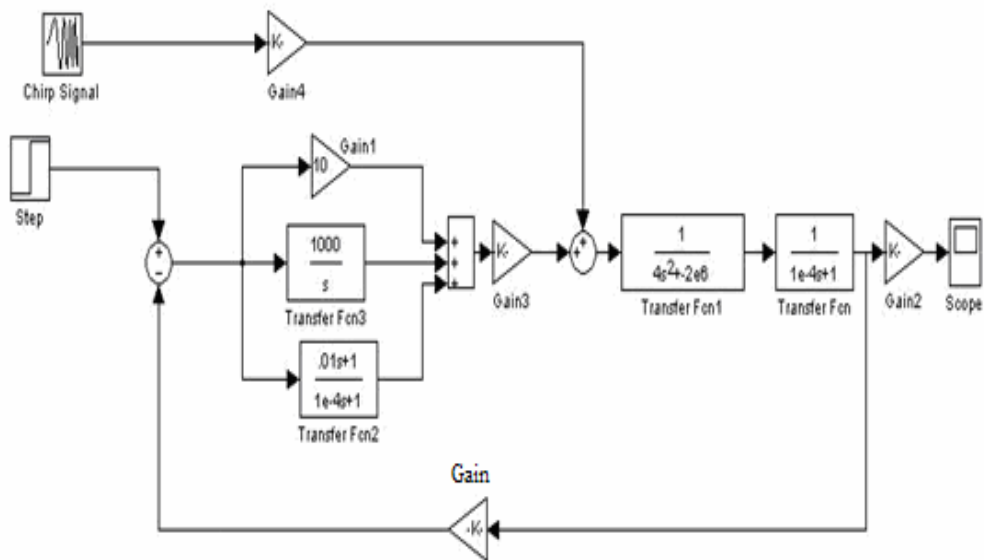 K-
Chirp Signal
Gain4
Step
10
Gain1
+
-
1000
s
Transfer Fcn3
.01s+1
1e-4s+1
Transfer Fcn2
+
+
+
K-
Gain3
+
+
1
4s²+-2e6
Transfer Fcn1
1
1e-4s+1
Transfer Fcn
K-
Gain2
Scope
Gain
-K-